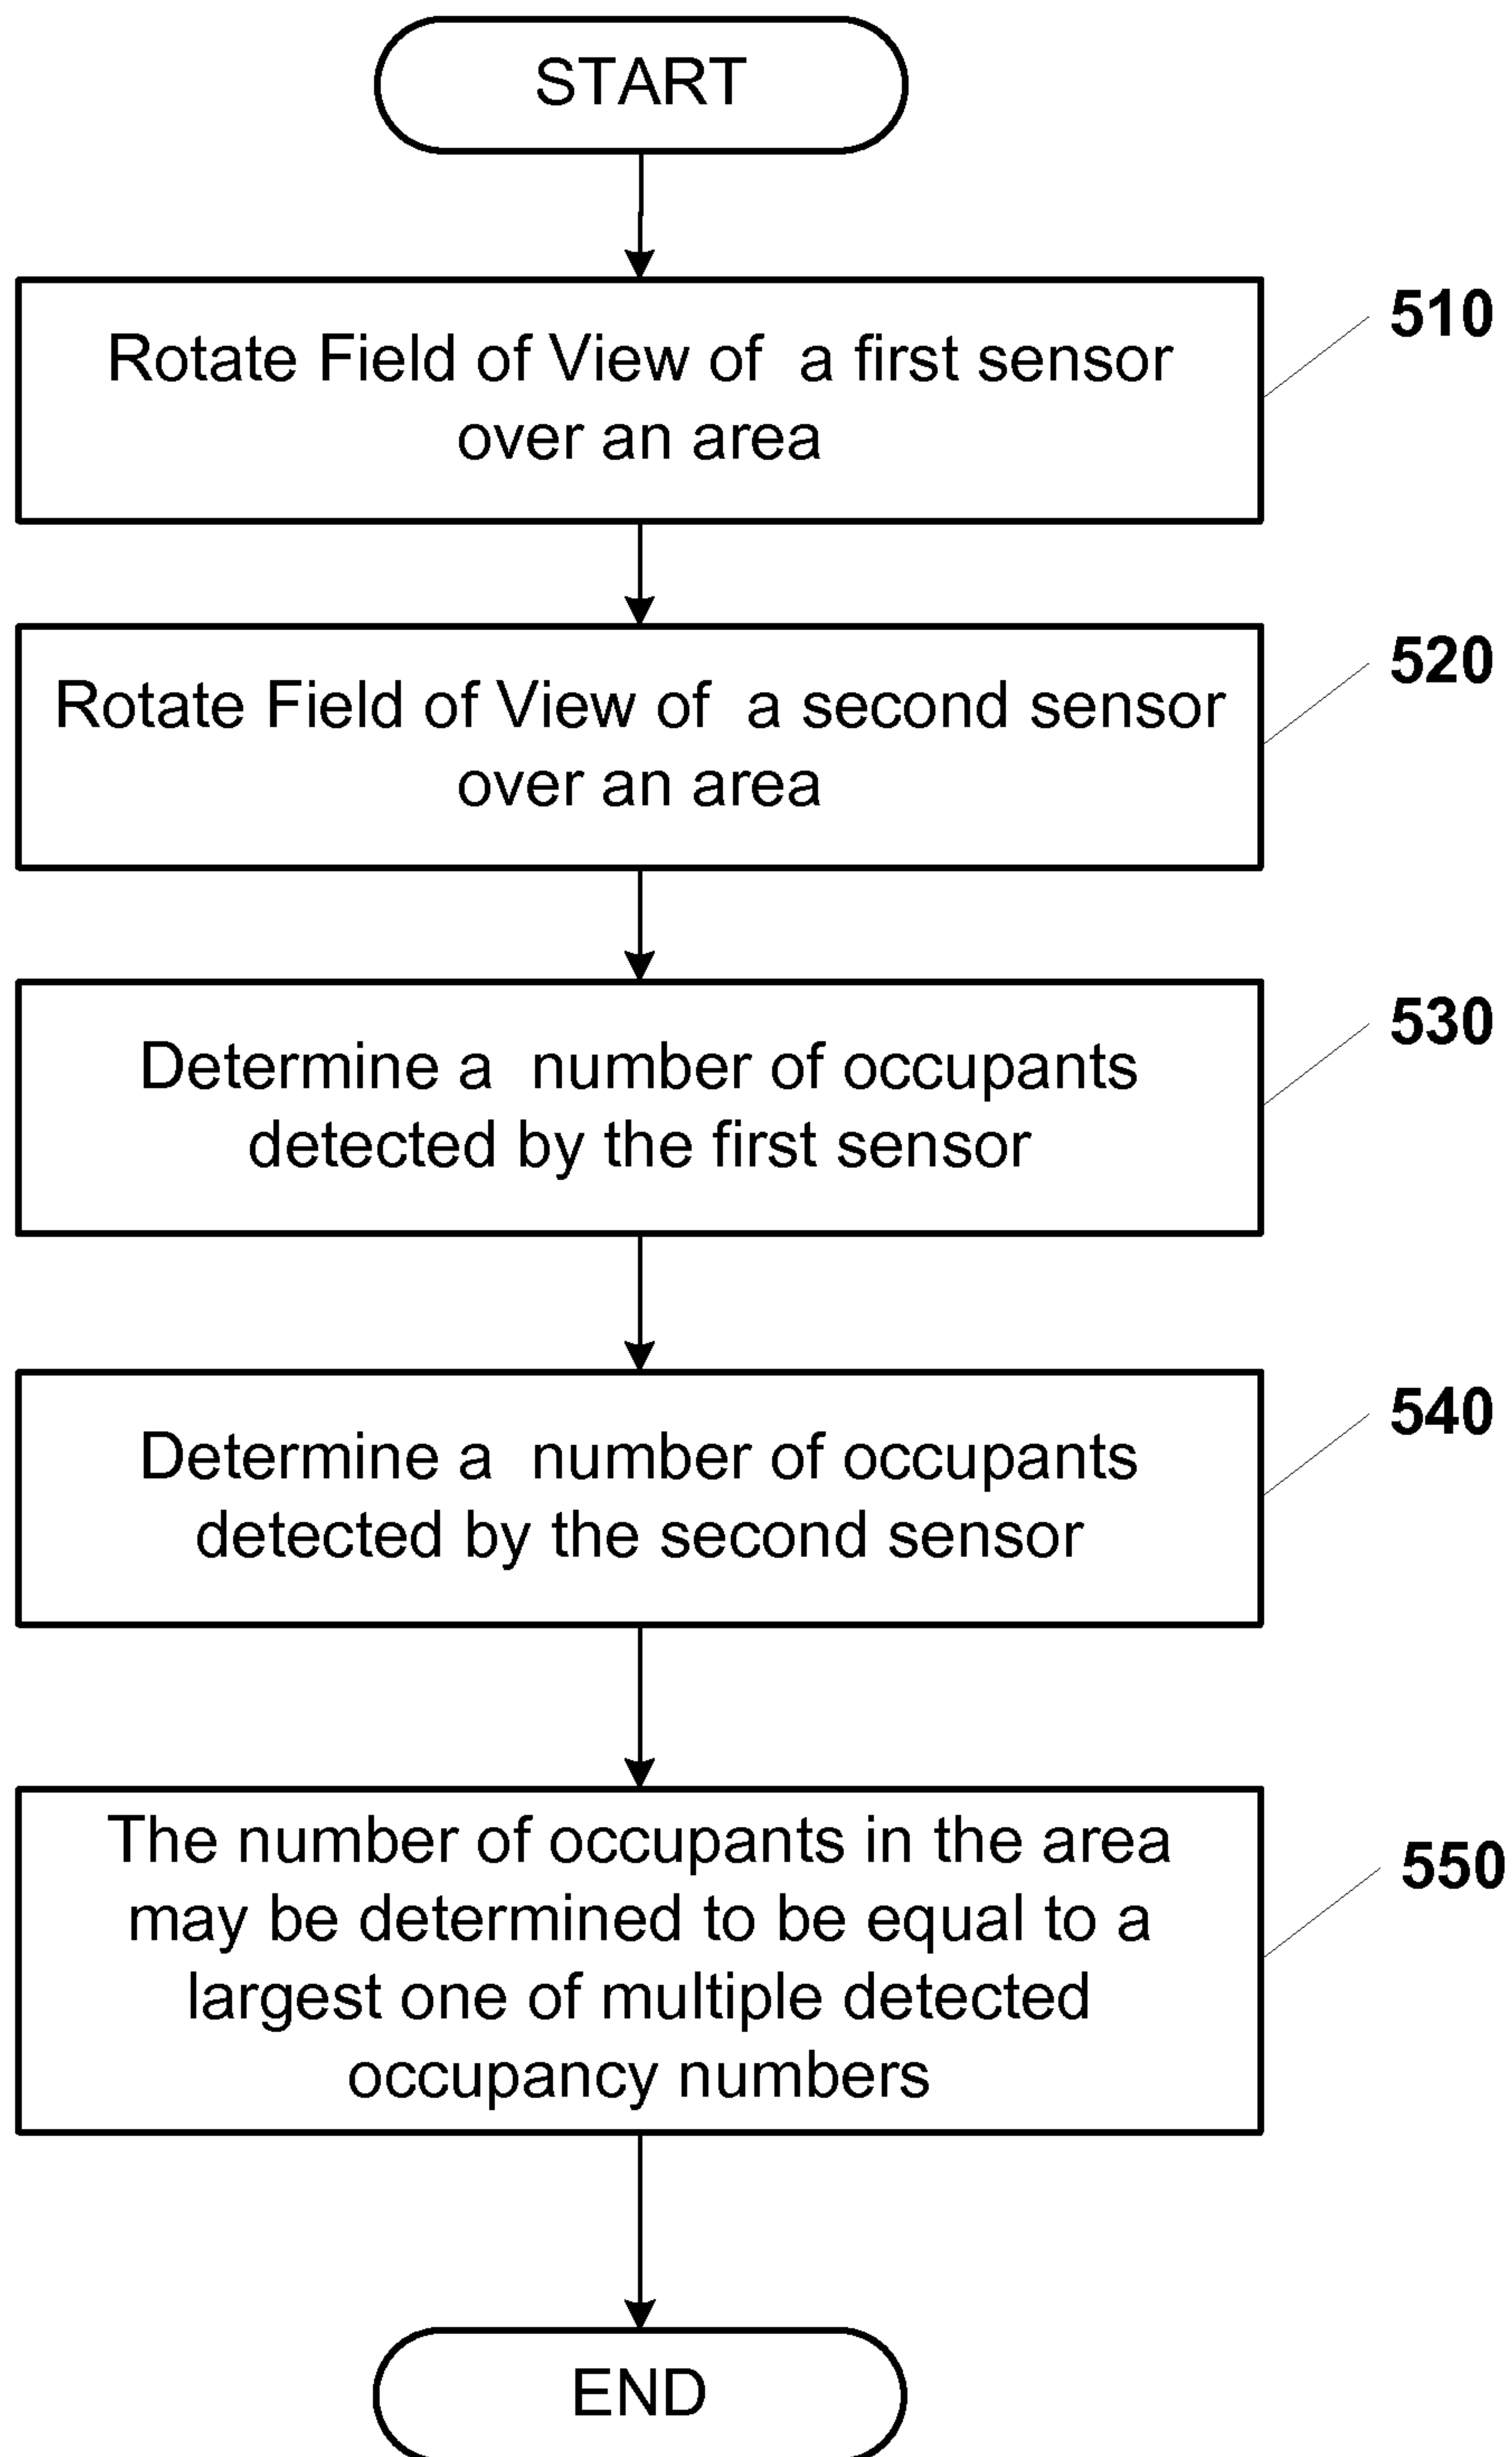 START
510
Rotate Field of View of a first sensor
over an area
520
Rotate Field of View of a second sensor
over an area
530
Determine a number of occupants
detected by the first sensor
540
Determine a number of occupants
detected by the second sensor
550
The number of occupants in the area
may be determined to be equal to a
largest one of multiple detected
occupancy numbers
END